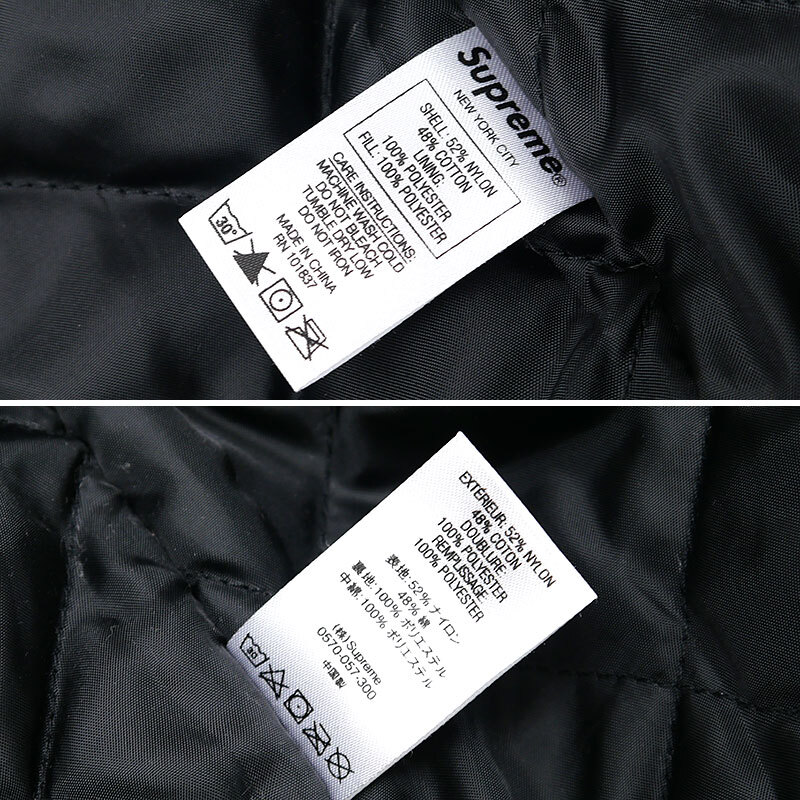 Supreme®
NEW YORK CITY
SHELL: 52% NYLON
48% COTTON
LINING:
100% POLYESTER
FILL: 100% POLYESTER
CARE INSTRUCTIONS:
MACHINE WASH COLD
DO NOT BLEACH
TUMBLE DRY LOW
DO NOT IRON
MADE IN CHINA
RN 101837
30°
EXTÉRIEUR: 52% NYLON
48% COTON
DOUBLURE:
100% POLYESTER
REMPLISSAGE:
100% POLYESTER
表地: 52% ナイロン
48% 綿
裏地: 100% ポリエステル
中綿: 100% ポリエステル
(株) Supreme
0570-057-300
中国製
30